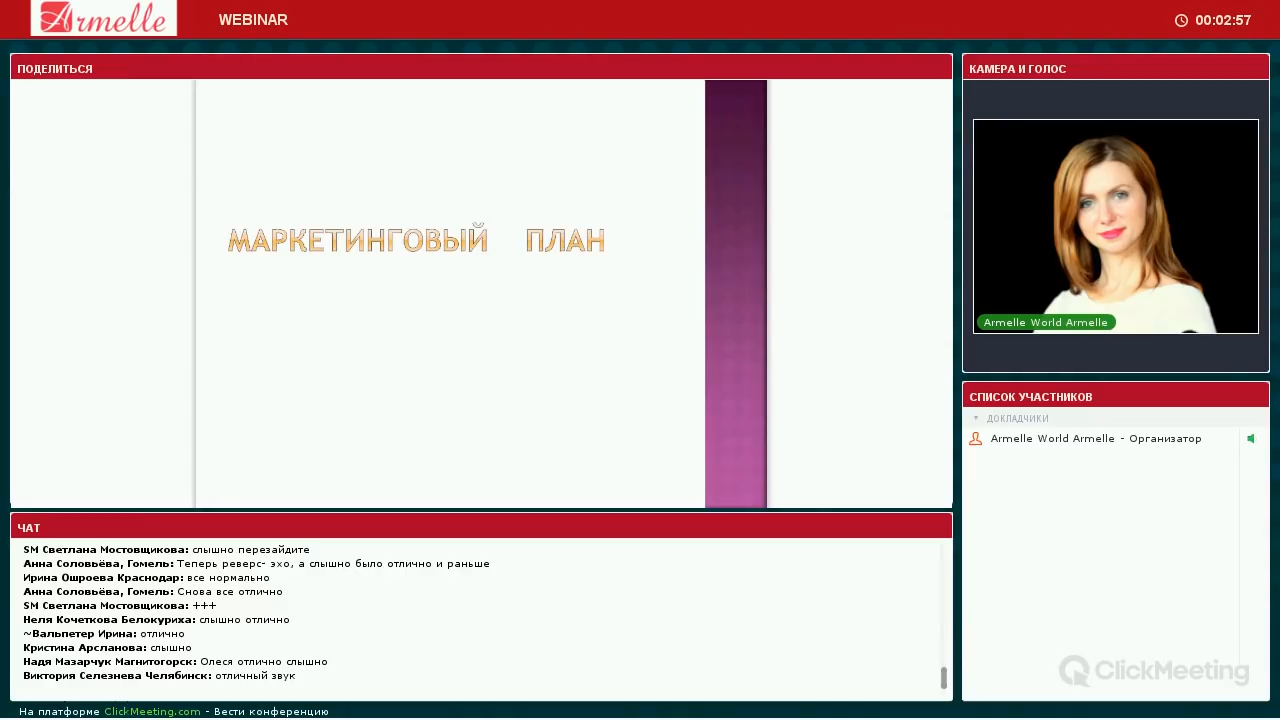 Armelle
WEBINAR
00:02:57
ПОДЕЛИТЬСЯ
МАРКЕТИНГОВЫЙ ПЛАН
КАМЕРА И ГОЛОС
Armelle World Armelle
СПИСОК УЧАСТНИКОВ
ДОКЛАДЧИКИ
Armelle World Armelle - Организатор
ЧАТ
SM Светлана Мостовщикова: слышно перезайдите
Анна Соловьёва, Гомель: Теперь реверс- эхо, а слышно было отлично и раньше
Ирина Ошроева Краснодар: все нормально
Анна Соловьёва, Гомель: Снова все отлично
SM Светлана Мостовщикова: +++
Неля Кочеткова Белокуриха: слышно отлично
~Вальпетер Ирина: отлично
Кристина Арсланова: слышно
Надя Мазарчук Магнитогорск: Олеся отлично слышно
Виктория Селезнева Челябинск: отличный звук
ClickMeeting
На платформе ClickMeeting.com - Вести конференцию